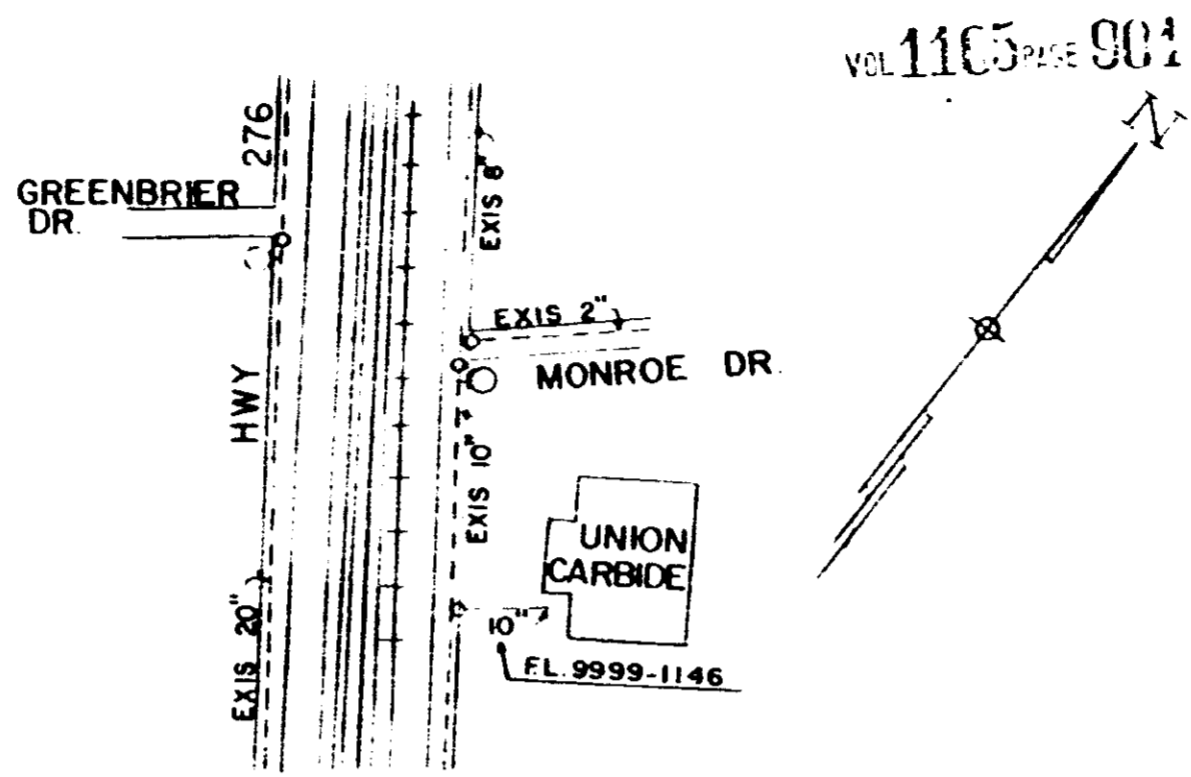 VOL 1165 PAGE 901
N
276
GREENBRIER
DR.
EXIS 8"
EXIS 2"
MONROE DR.
HWY
EXIS 10"
UNION
CARBIDE
EXIS 20"
10"
F.L. 9999-1146